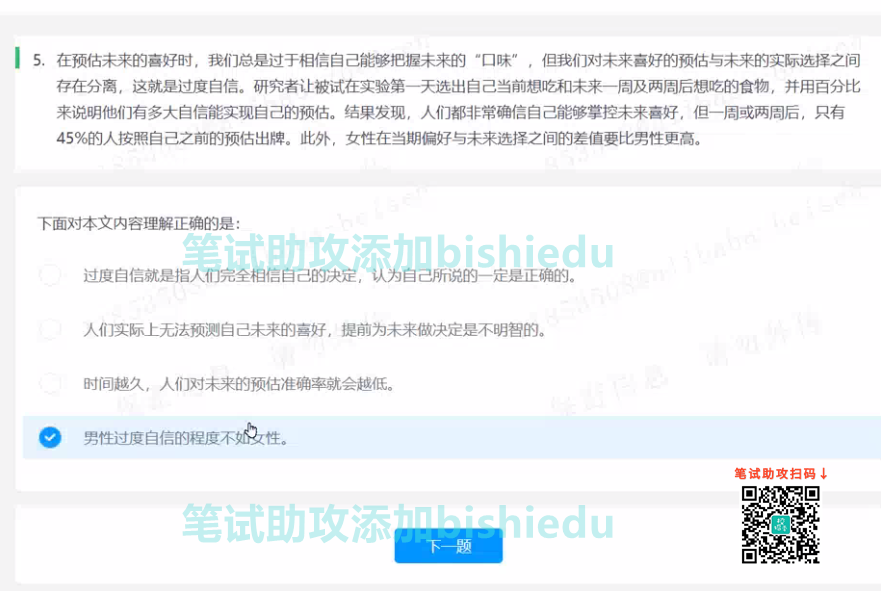 5. 在预估未来的喜好时，我们总是过于相信自己能够把握未来的“口味”，但我们对未来喜好的预估与未来的实际选择之间
存在分离，这就是过度自信。研究者让被试在实验第一天选出自己当前想吃和未来一周及两周后想吃的食物，并用百分比
来说明他们有多大自信能实现自己的预估。结果发现，人们都非常确信自己能够掌控未来喜好，但一周或两周后，只有
45%的人按照自己之前的预估出牌。此外，女性在当期偏好与未来选择之间的差值要比男性更高。
下面对本文内容理解正确的是：
笔试助攻添加bishiedu
过度自信就是指人们完全相信自己的决定，认为自己所说的一定是正确的。
人们实际上无法预测自己未来的喜好，提前为未来做决定是不明智的。
请勿外传
时间越久，人们对未来的预估准确率就会越低。
保密信息
男性过度自信的程度不如女性。
笔试助攻扫码↓
笔试助攻添加bishiedu
下一题